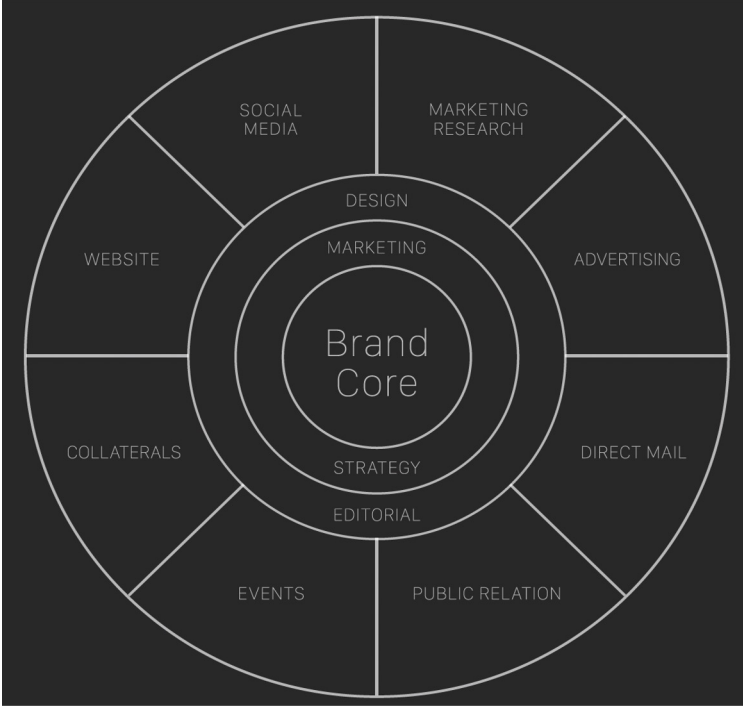 SOCIAL
MEDIA
MARKETING
RESEARCH
DESIGN
MARKETING
WEBSITE
ADVERTISING
Brand
Core
COLLATERALS
DIRECT MAIL
STRATEGY
EDITORIAL
EVENTS
PUBLIC RELATION